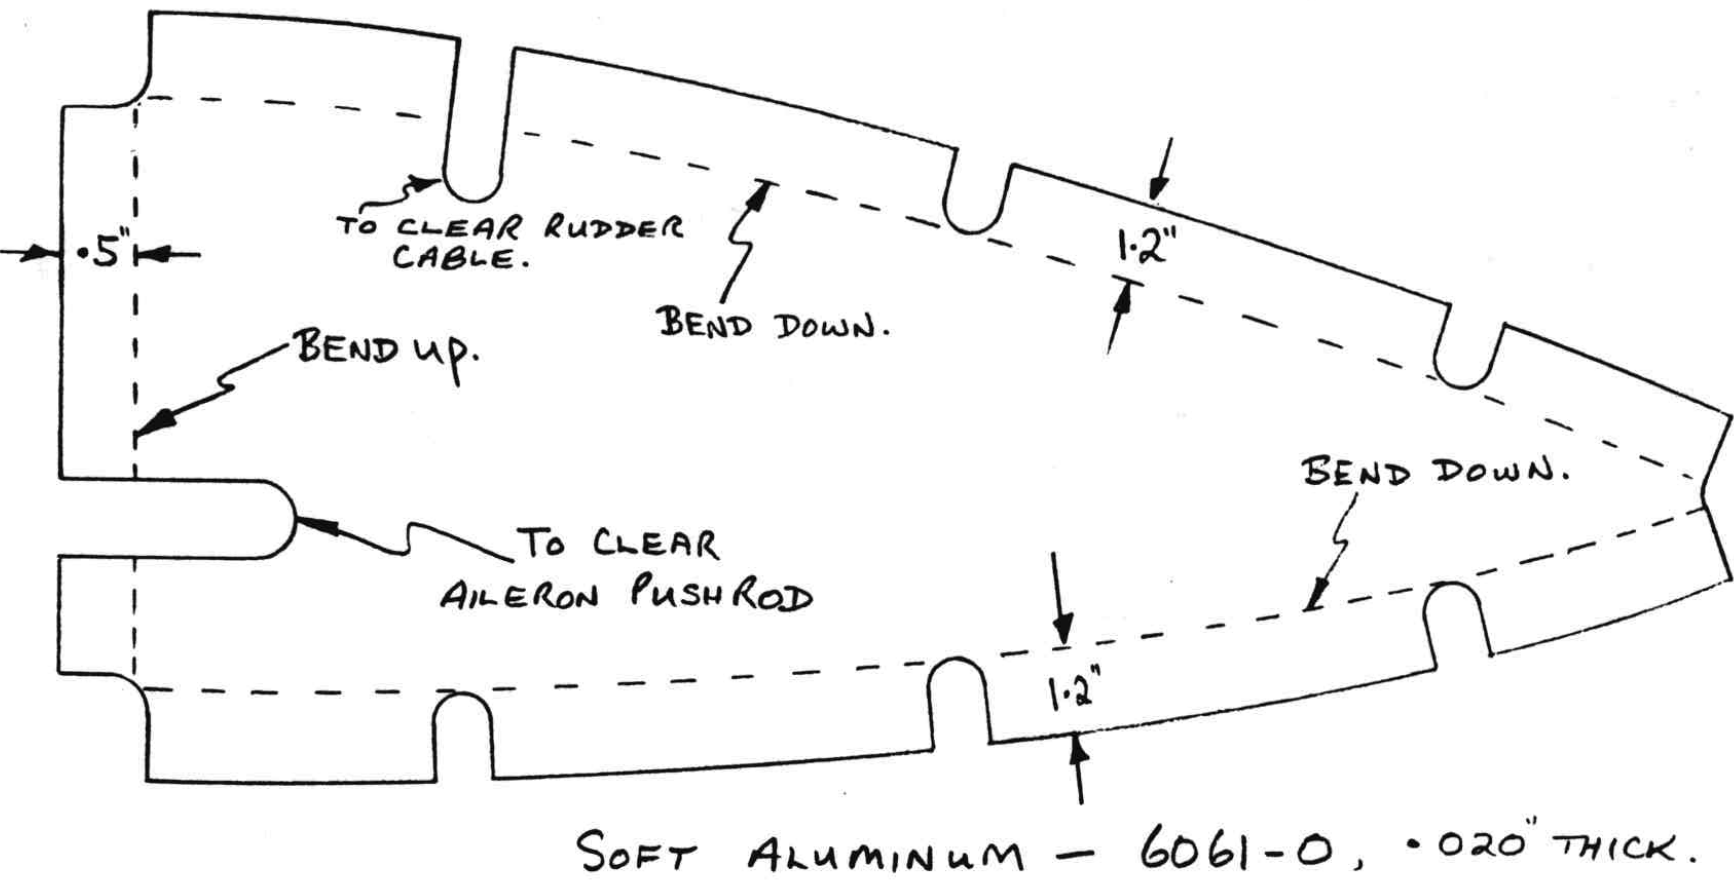 TO CLEAR RUDDER
CABLE.
·5"
1·2"
BEND DOWN.
BEND UP.
BEND DOWN.
TO CLEAR
AILERON PUSHROD
1·2"
SOFT ALUMINUM — 6061-O, ·020" THICK.